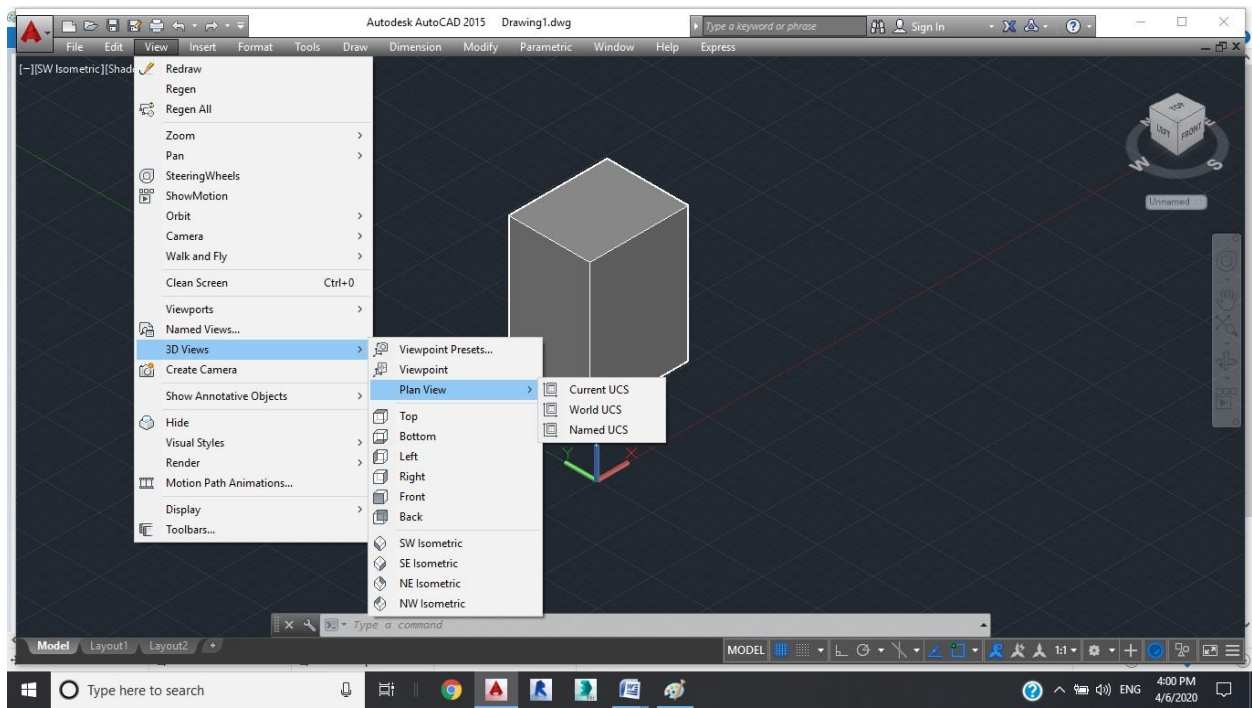 Autodesk AutoCAD 2015 Drawing1.dwg
Type a keyword or phrase
Sign In
File Edit View Insert Format Tools Draw Dimension Modify Parametric Window Help Express
[−][SW Isometric][Shad
Redraw
Regen
Regen All
Zoom
Pan
SteeringWheels
ShowMotion
Orbit
Camera
Walk and Fly
Clean Screen Ctrl+0
Viewports
Named Views...
3D Views
Create Camera
Show Annotative Objects
Hide
Visual Styles
Render
Motion Path Animations...
Display
Toolbars...
Viewpoint Presets...
Viewpoint
Plan View
Top
Bottom
Left
Right
Front
Back
SW Isometric
SE Isometric
NE Isometric
NW Isometric
Current UCS
World UCS
Named UCS
TOP
LEFT FRONT
N E
W S
Unnamed
Y X
Type a command
Model Layout1 Layout2 +
MODEL 1:1
Type here to search
ENG
4:00 PM
4/6/2020